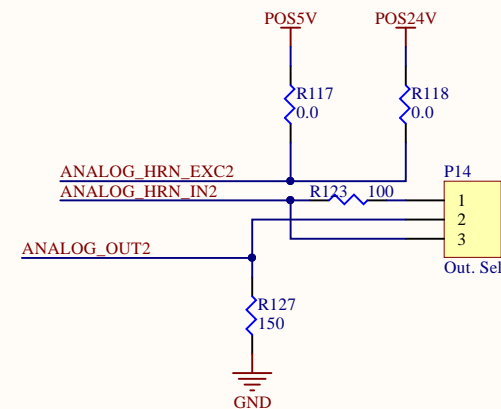 POS5V POS24V
R117 R118
0.0 0.0
ANALOG_HRN_EXC2 P14
ANALOG_HRN_IN2 R123 100 1
2
ANALOG_OUT2 3
Out. Sel
R127
150
GND